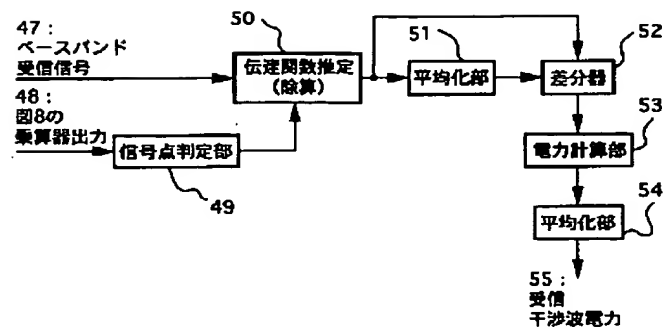 47：
ベースバンド
受信信号
48：
図8の
乗算器出力
信号点判定部
49
50
伝達関数推定
(除算)
51
平均化部
52
差分器
53
電力計算部
54
平均化部
55：
受信
干渉波電力